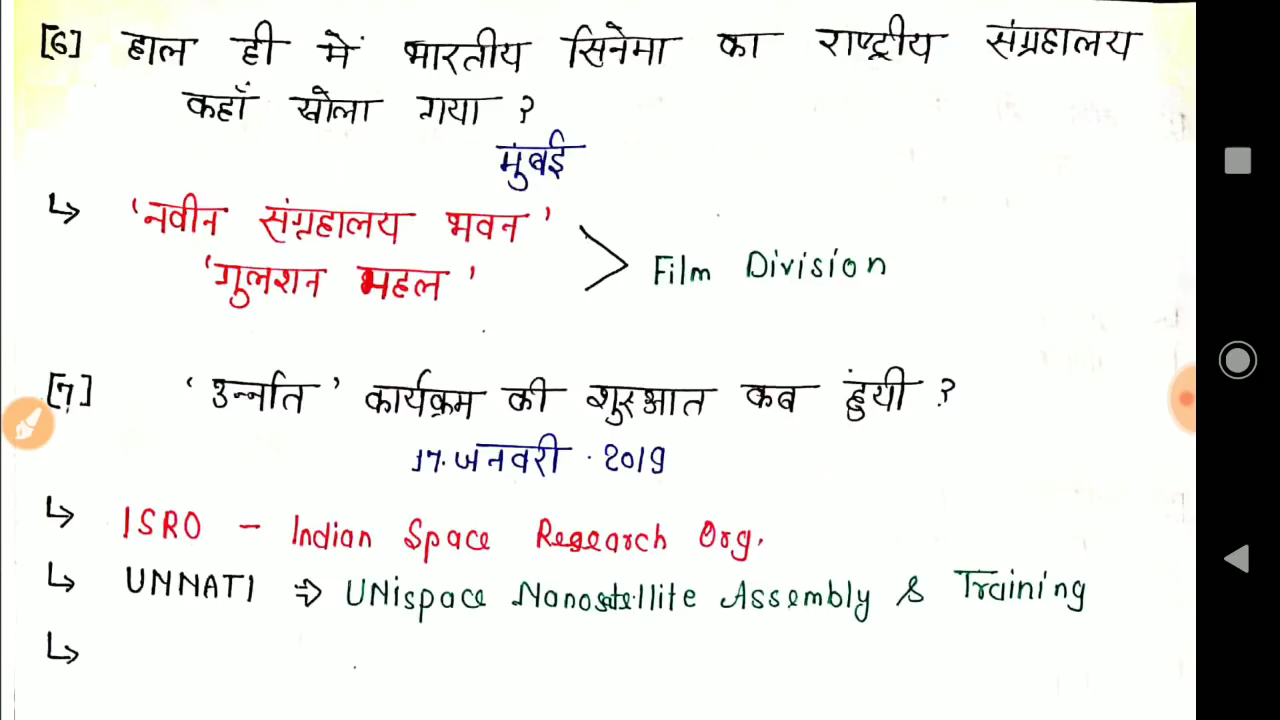 [6] हाल ही में भारतीय सिनेमा का राष्ट्रीय संग्रहालय
कहाँ खोला गया ?
मुंबई
↳ 'नवीन संग्रहालय भवन'
'गुलशन महल'
> Film Division
[7] 'उन्नति' कार्यक्रम की शुरुआत कब हुयी ?
17. जनवरी . 2019
↳ ISRO - Indian Space Research Org.
↳ UNNATI => UNispace Nanosatellite Assembly & Training
↳